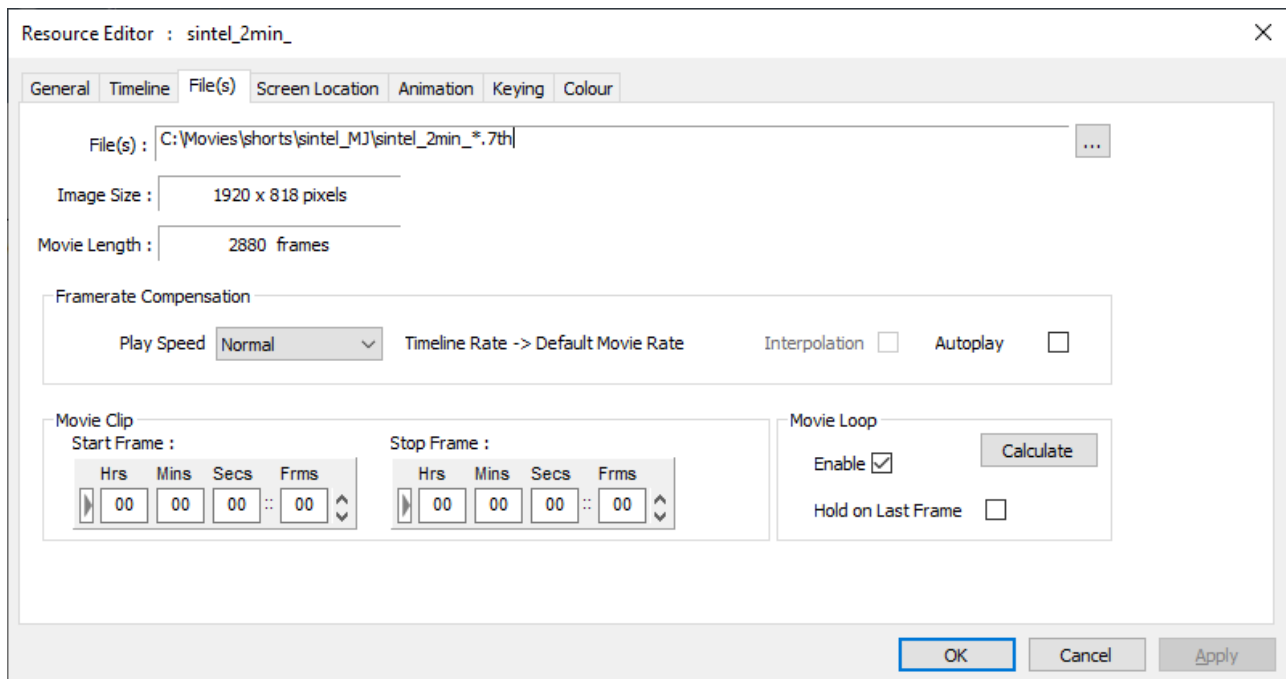 Resource Editor : sintel_2min_
General Timeline File(s) Screen Location Animation Keying Colour
File(s) : C:\Movies\shorts\sintel_MJ\sintel_2min_*.7th ...
Image Size : 1920 x 818 pixels
Movie Length : 2880 frames
Framerate Compensation
Play Speed Normal Timeline Rate -> Default Movie Rate Interpolation Autoplay
Movie Clip
Start Frame :
Hrs Mins Secs Frms
00 00 00 :: 00
Stop Frame :
Hrs Mins Secs Frms
00 00 00 :: 00
Movie Loop
Enable Calculate
Hold on Last Frame
OK Cancel Apply